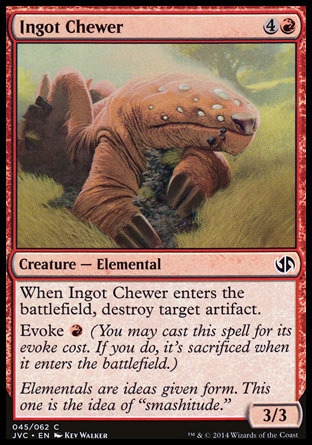 Ingot Chewer 4
Creature — Elemental
When Ingot Chewer enters the
battlefield, destroy target artifact.
Evoke (You may cast this spell for its
evoke cost. If you do, it's sacrificed when
it enters the battlefield.)
Elementals are ideas given form. This
one is the idea of "smashitude."
3/3
045/062 C
JVC • EN Kev Walker ™ & © 2014 Wizards of the Coast